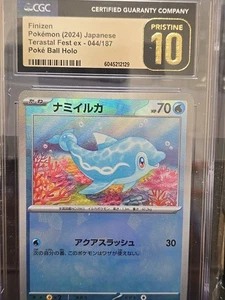 CGC
CERTIFIED GUARANTY COMPANY
Finizen
Pokémon (2024) Japanese
Terastal Fest ex - 044/187
Poké Ball Holo
PRISTINE
10
6045212129
ナミイルカ
HP70
アクアスラッシュ 30
次の自分の番、このポケモンはワザが使えない。